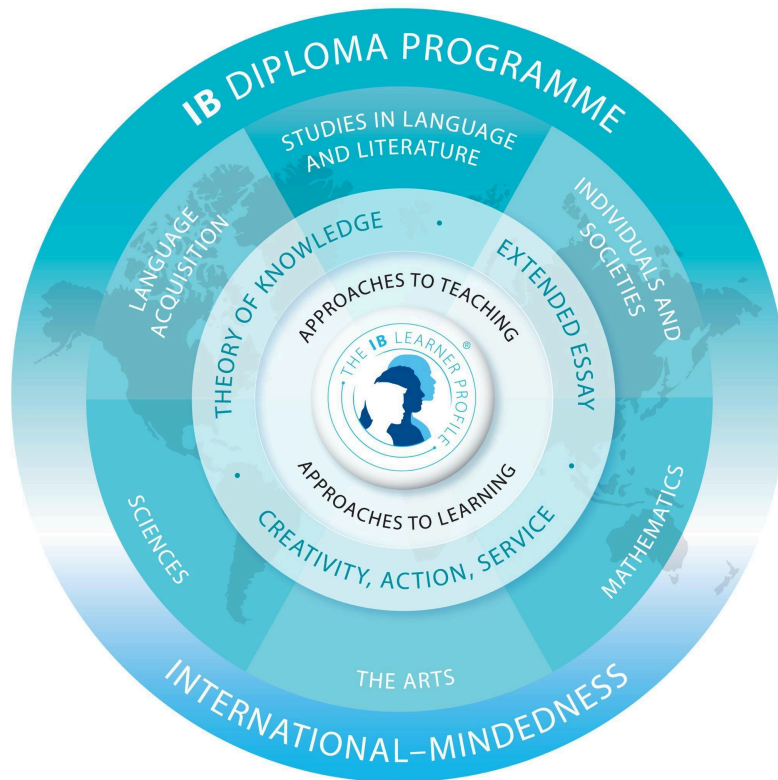 IB DIPLOMA PROGRAMME
STUDIES IN LANGUAGE
AND LITERATURE
LANGUAGE
ACQUISITION
INDIVIDUALS AND
SOCIETIES
THEORY OF KNOWLEDGE
EXTENDED ESSAY
APPROACHES TO TEACHING
THE IB LEARNER PROFILE
®
APPROACHES TO LEARNING
CREATIVITY, ACTION, SERVICE
SCIENCES
MATHEMATICS
THE ARTS
INTERNATIONAL–MINDEDNESS